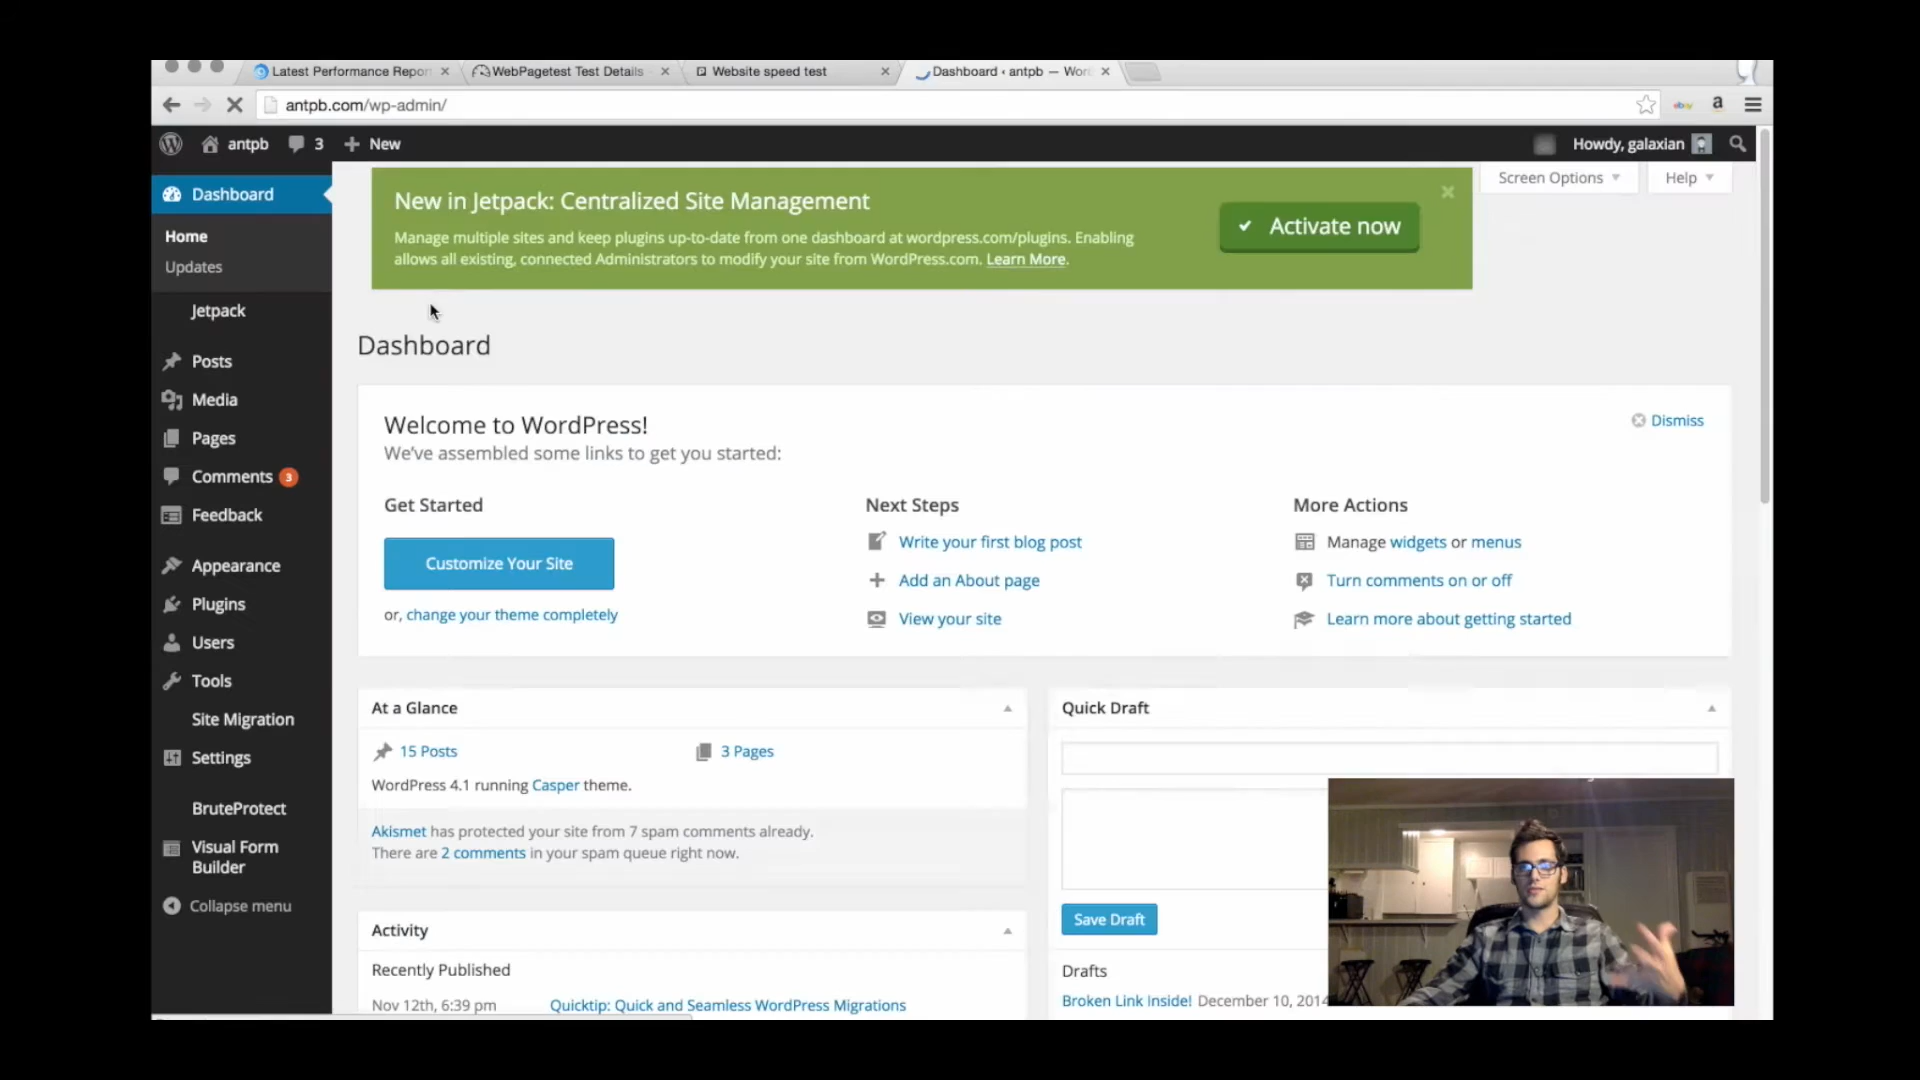 Latest Performance Repor
WebPagetest Test Details
Website speed test
Dashboard ‹ antpb — Wor
antpb.com/wp-admin/
ebay
a
antpb
3
New
Howdy, galaxian
Dashboard
Home
Updates
Jetpack
Posts
Media
Pages
Comments 3
Feedback
Appearance
Plugins
Users
Tools
Site Migration
Settings
BruteProtect
Visual Form
Builder
Collapse menu
New in Jetpack: Centralized Site Management
Manage multiple sites and keep plugins up-to-date from one dashboard at wordpress.com/plugins. Enabling
allows all existing, connected Administrators to modify your site from WordPress.com. Learn More.
Activate now
Screen Options
Help
Dashboard
Welcome to WordPress!
We've assembled some links to get you started:
Dismiss
Get Started
Customize Your Site
or, change your theme completely
Next Steps
Write your first blog post
Add an About page
View your site
More Actions
Manage widgets or menus
Turn comments on or off
Learn more about getting started
At a Glance
15 Posts
3 Pages
WordPress 4.1 running Casper theme.
Akismet has protected your site from 7 spam comments already.
There are 2 comments in your spam queue right now.
Activity
Recently Published
Nov 12th, 6:39 pm
Quicktip: Quick and Seamless WordPress Migrations
Quick Draft
Save Draft
Drafts
Broken Link Inside! December 10, 2014